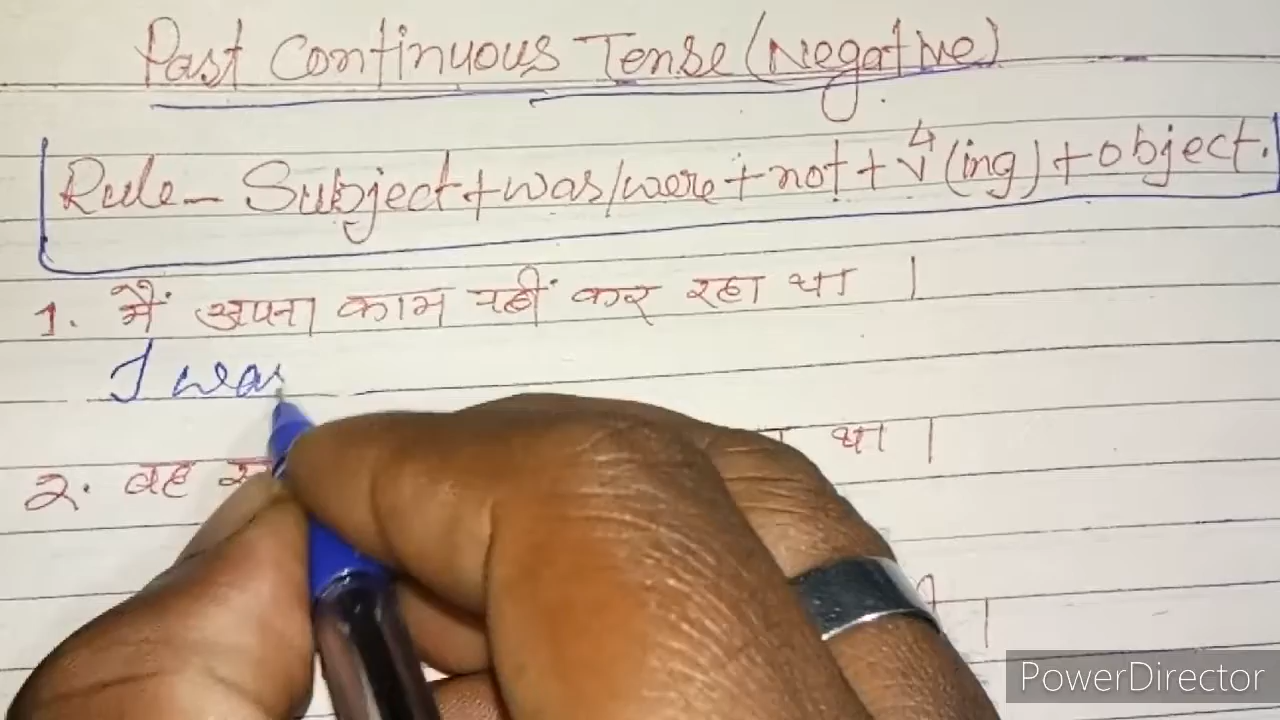 Past Continuous Tense (Negative)
Rule - Subject + was/were + not + V4 (ing) + object.
1. मैं अपना काम नहीं कर रहा था ।
I was
2. वह था ।
PowerDirector